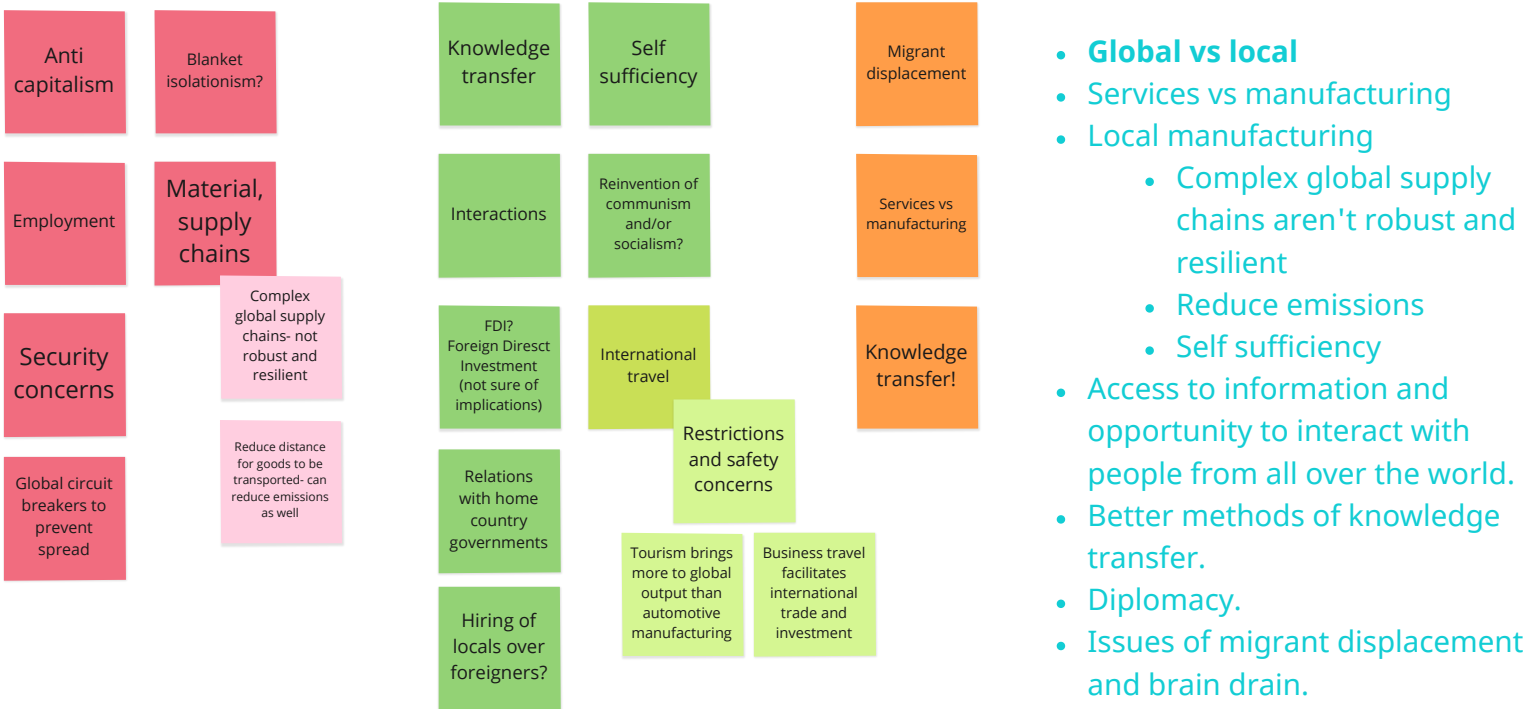 Anti
capitalism
Blanket
isolationism?
Employment
Material,
supply
chains
Complex
global supply
chains- not
robust and
resilient
Security
concerns
Reduce distance
for goods to be
transported- can
reduce emissions
as well
Global circuit
breakers to
prevent
spread
Knowledge
transfer
Self
sufficiency
Interactions
Reinvention of
communism
and/or
socialism?
FDI?
Foreign Diresct
Investment
(not sure of
implications)
International
travel
Restrictions
and safety
concerns
Relations
with home
country
governments
Tourism brings
more to global
output than
automotive
manufacturing
Business travel
facilitates
international
trade and
investment
Hiring of
locals over
foreigners?
Migrant
displacement
Services vs
manufacturing
Knowledge
transfer!
• Global vs local
• Services vs manufacturing
• Local manufacturing
• Complex global supply
chains aren't robust and
resilient
• Reduce emissions
• Self sufficiency
• Access to information and
opportunity to interact with
people from all over the world.
• Better methods of knowledge
transfer.
• Diplomacy.
• Issues of migrant displacement
and brain drain.